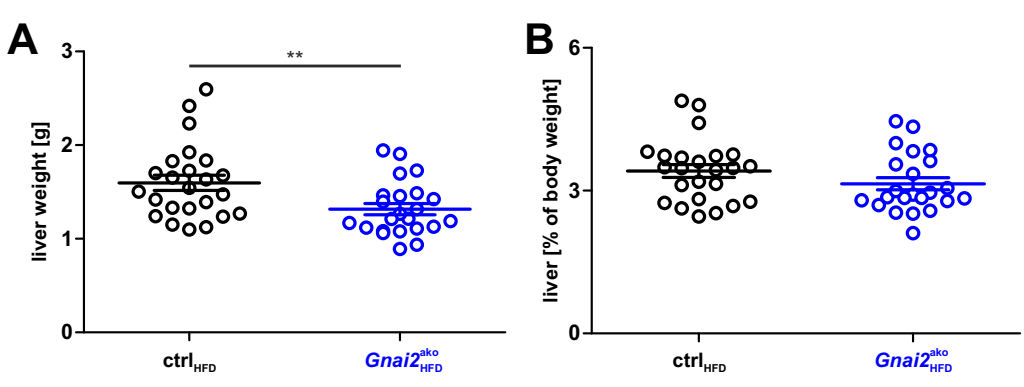 A
B
**
3
2
1
0
liver weight [g]
ctrlHFD
Gnai2akoHFD
6
3
0
liver [% of body weight]
ctrlHFD
Gnai2akoHFD